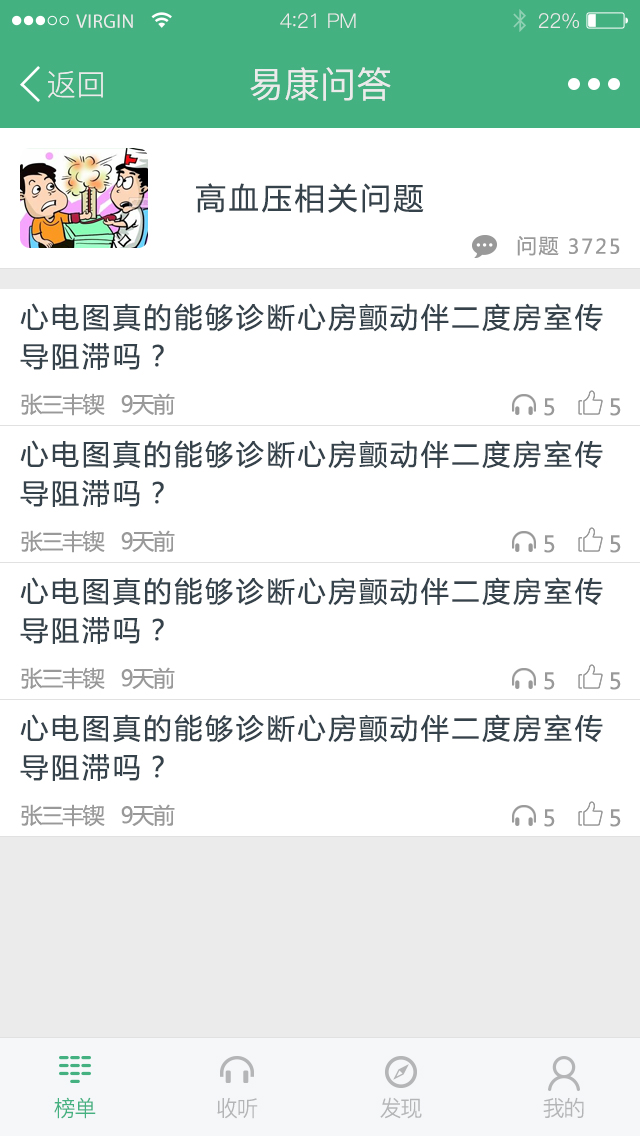 VIRGIN 4:21 PM 22%
返回 易康问答
高血压相关问题
问题 3725
心电图真的能够诊断心房颤动伴二度房室传
导阻滞吗？
张三丰锲 9天前 5 5
心电图真的能够诊断心房颤动伴二度房室传
导阻滞吗？
张三丰锲 9天前 5 5
心电图真的能够诊断心房颤动伴二度房室传
导阻滞吗？
张三丰锲 9天前 5 5
心电图真的能够诊断心房颤动伴二度房室传
导阻滞吗？
张三丰锲 9天前 5 5
榜单 收听 发现 我的